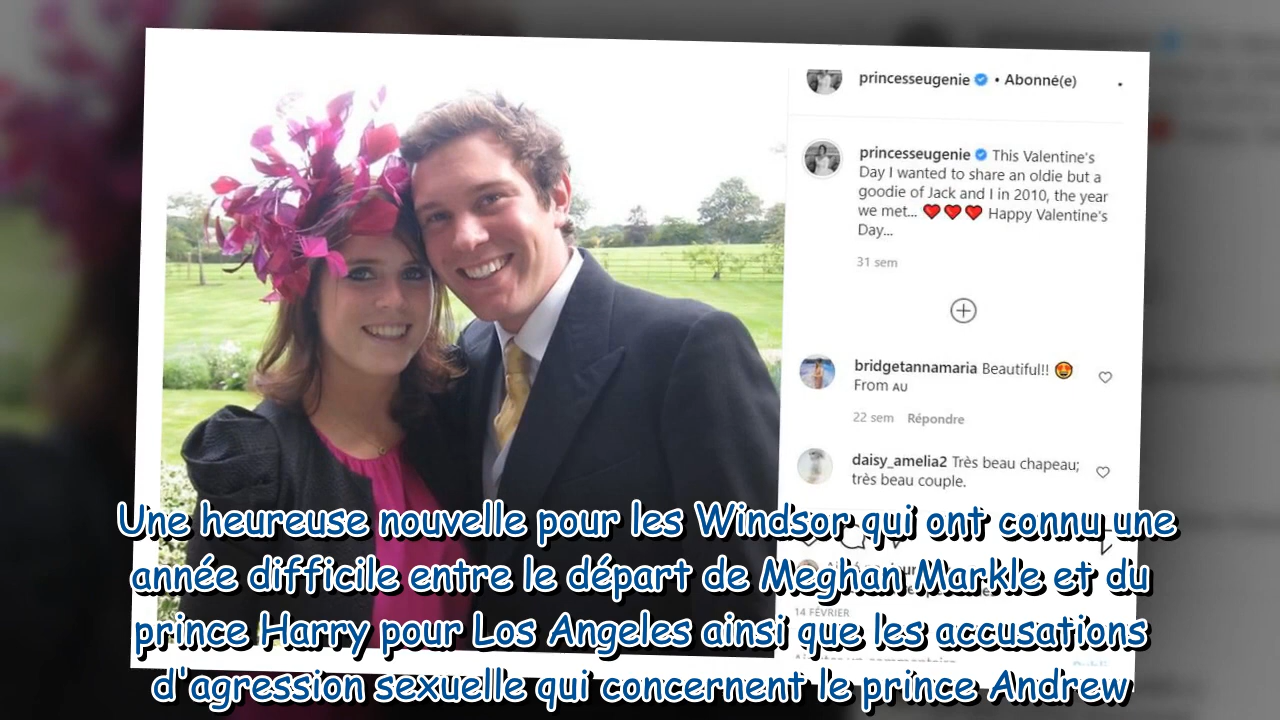 princesseugenie • Abonné(e)
princesseugenie This Valentine's
Day I wanted to share an oldie but a
goodie of Jack and I in 2010, the year
we met... ❤❤❤ Happy Valentine's
Day...
31 sem
bridgetannamaria Beautiful!! 😍
From AU
22 sem Répondre
daisy_amelia2 Très beau chapeau;
très beau couple.
14 FÉVRIER
Une heureuse nouvelle pour les Windsor qui ont connu une
année difficile entre le départ de Meghan Markle et du
prince Harry pour Los Angeles ainsi que les accusations
d'agression sexuelle qui concernent le prince Andrew